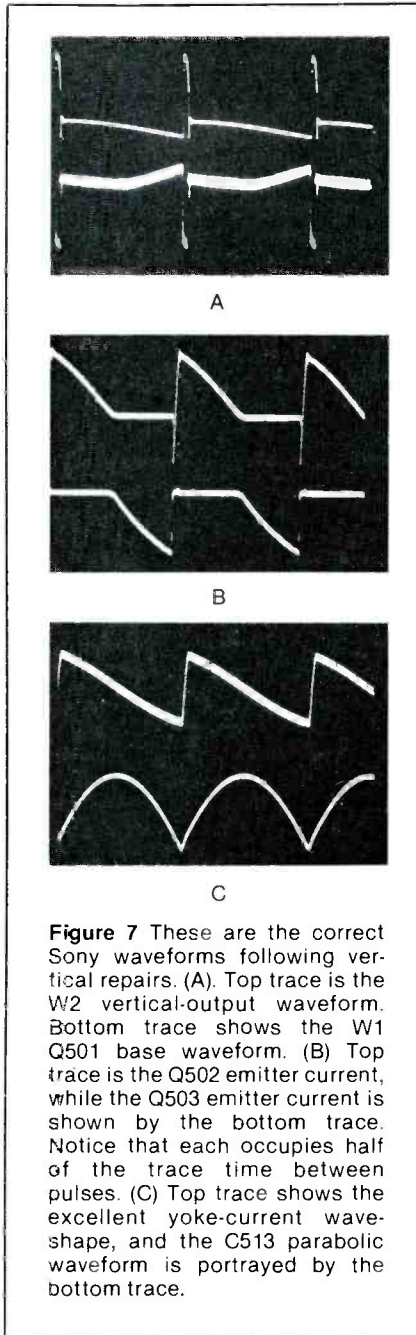 A
B
C
Figure 7 These are the correct
Sony waveforms following ver-
tical repairs. (A). Top trace is the
W2 vertical-output waveform.
Bottom trace shows the W1
Q501 base waveform. (B) Top
trace is the Q502 emitter current,
while the Q503 emitter current is
shown by the bottom trace.
Notice that each occupies half
of the trace time between
pulses. (C) Top trace shows the
excellent yoke-current wave-
shape, and the C513 parabolic
waveform is portrayed by the
bottom trace.